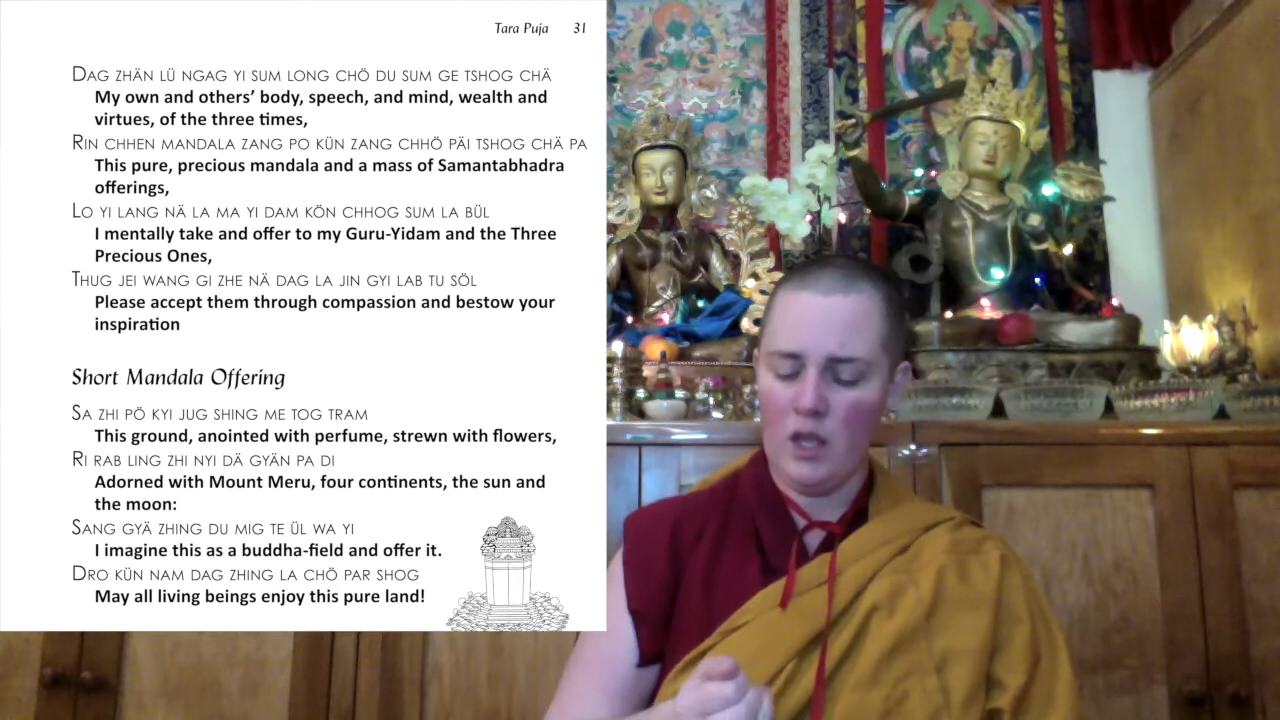 Tara Puja 31
DAG ZHÄN LÜ NGAG YI SUM LONG CHÖ DU SUM GE TSHOG CHÄ
My own and others' body, speech, and mind, wealth and
virtues, of the three times,
RIN CHHEN MANDALA ZANG PO KÜN ZANG CHHÖ PÄI TSHOG CHÄ PA
This pure, precious mandala and a mass of Samantabhadra
offerings,
LO YI LANG NÄ LA MA YI DAM KÖN CHHOG SUM LA BÜL
I mentally take and offer to my Guru-Yidam and the Three
Precious Ones,
THUG JEI WANG GI ZHE NÄ DAG LA JIN GYI LAB TU SÖL
Please accept them through compassion and bestow your
inspiration
Short Mandala Offering
SA ZHI PÖ KYI JUG SHING ME TOG TRAM
This ground, anointed with perfume, strewn with flowers,
RI RAB LING ZHI NYI DÄ GYÄN PA DI
Adorned with Mount Meru, four continents, the sun and
the moon:
SANG GYÄ ZHING DU MIG TE ÜL WA YI
I imagine this as a buddha-field and offer it.
DRO KÜN NAM DAG ZHING LA CHÖ PAR SHOG
May all living beings enjoy this pure land!